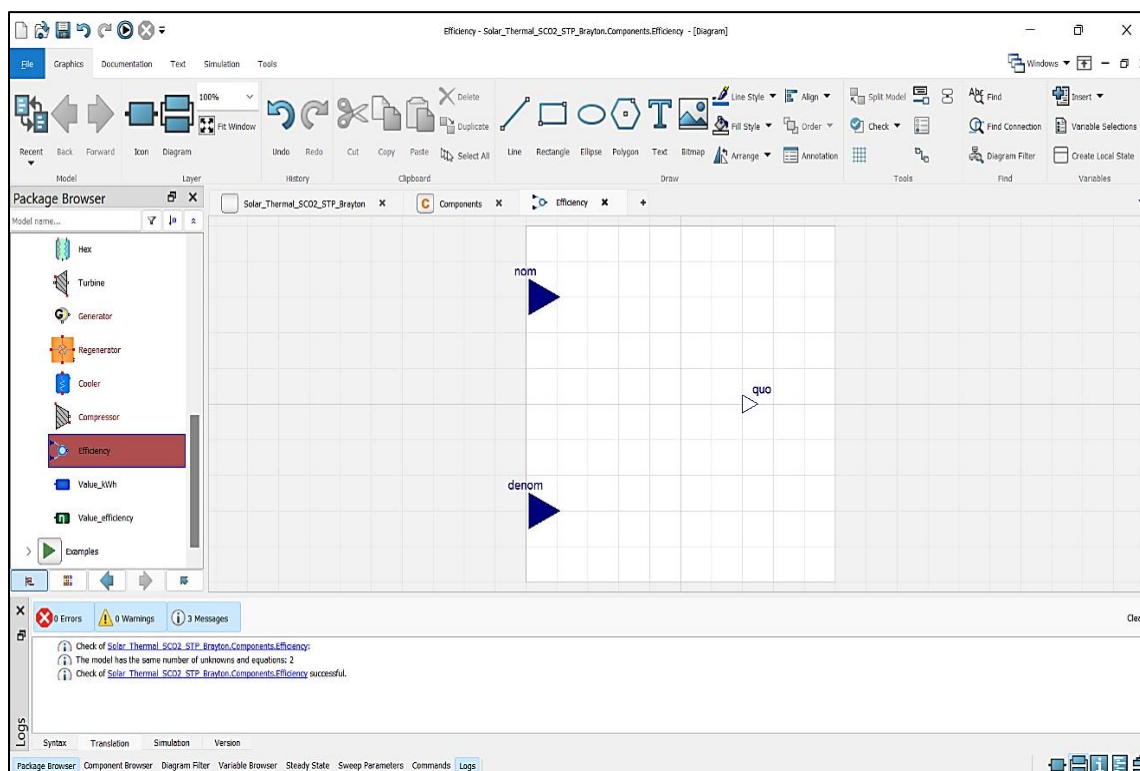 Efficiency - Solar_Thermal_SCO2_STP_Brayton.Components.Efficiency - [Diagram]
File Graphics Documentation Text Simulation Tools Windows
100%
Fit Window
Delete
Duplicate
Select All
Line Style
Fill Style
Arrange
Align
Order
Annotation
Split Model
Check
Find
Find Connection
Diagram Filter
Insert
Variable Selections
Create Local State
Recent Back Forward Icon Diagram Undo Redo Cut Copy Paste Line Rectangle Ellipse Polygon Text Bitmap
Model Layer History Clipboard Draw Tools Find Variables
Package Browser
Model name...
Solar_Thermal_SCO2_STP_Brayton Components Efficiency
C
Hex
Turbine
Generator
Regenerator
Cooler
Compressor
Efficiency
Value_kWh
Value_efficiency
Examples
nom
quo
denom
0 Errors 0 Warnings 3 Messages Clea
Check of Solar_Thermal_SCO2_STP_Brayton.Components.Efficiency:
The model has the same number of unknowns and equations: 2
Check of Solar_Thermal_SCO2_STP_Brayton.Components.Efficiency successful.
Logs
Syntax Translation Simulation Version
Package Browser Component Browser Diagram Filter Variable Browser Steady State Sweep Parameters Commands Logs